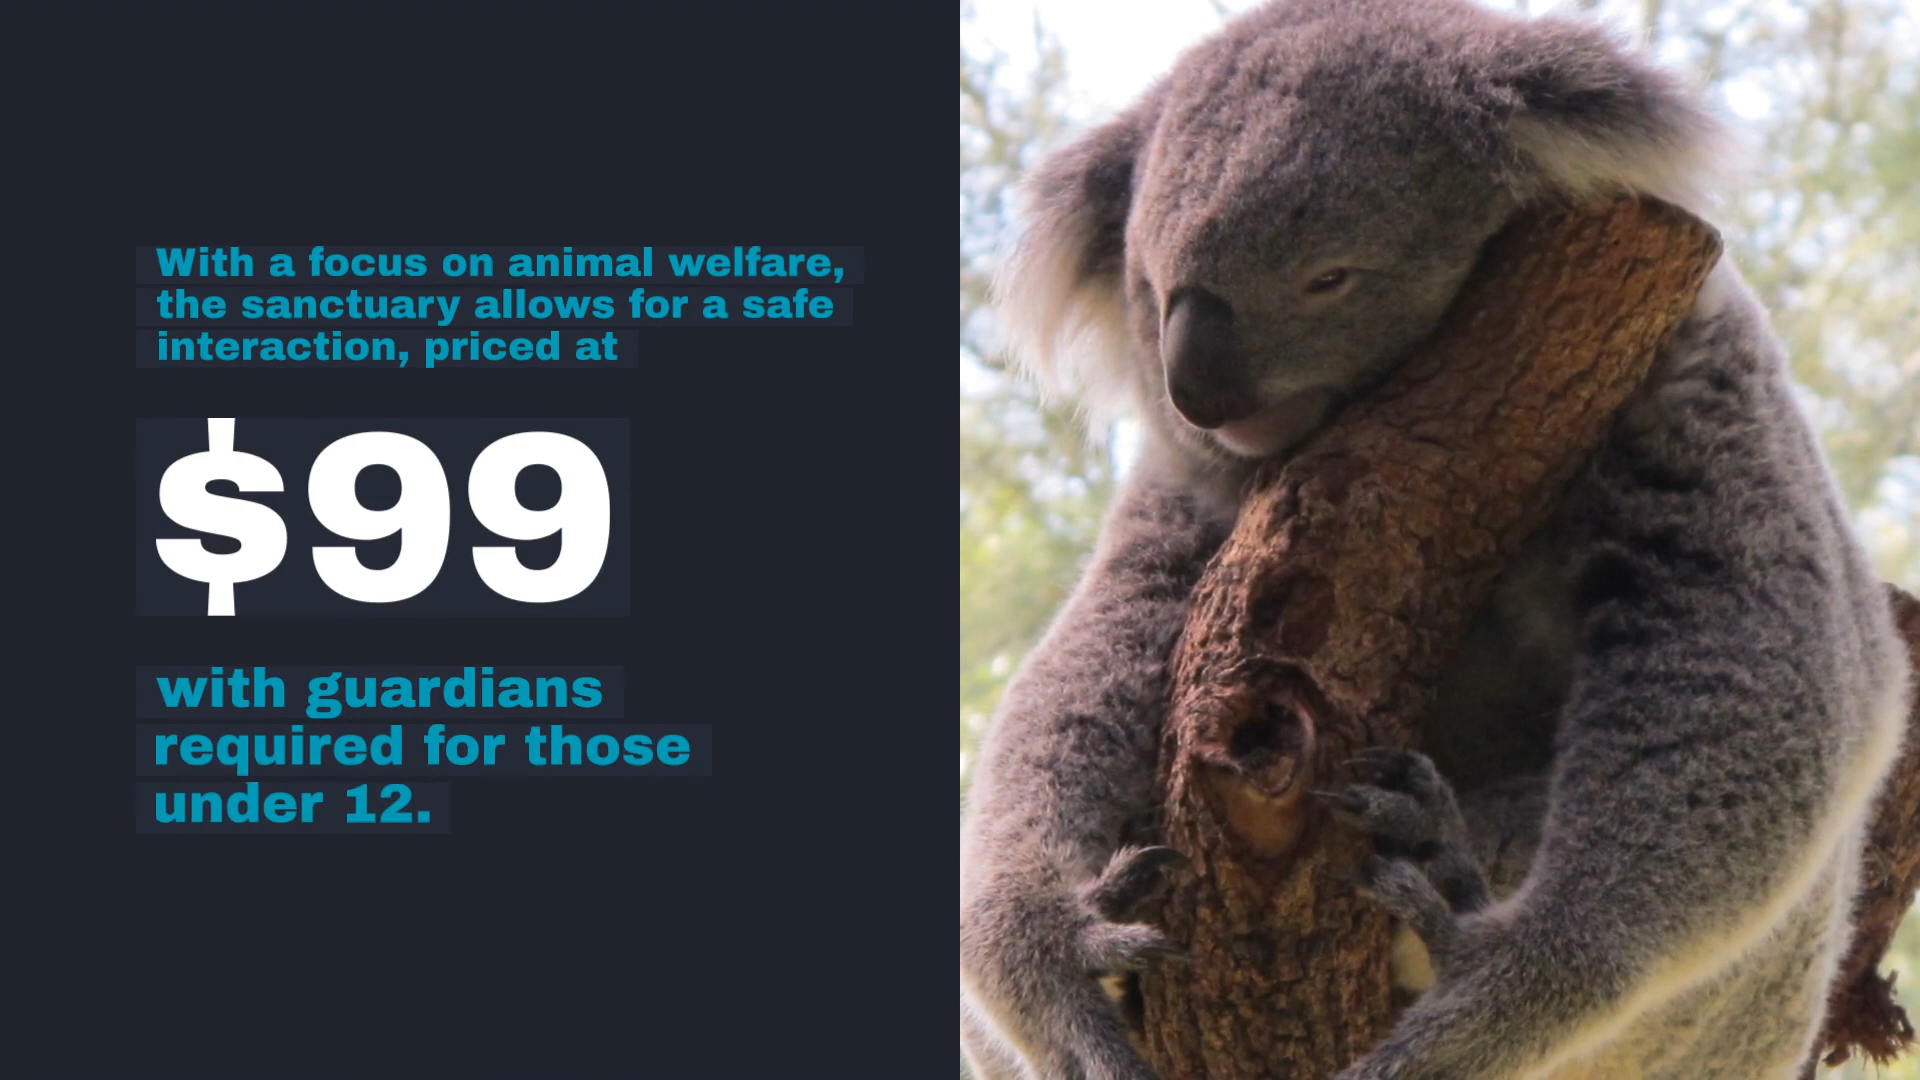 With a focus on animal welfare,
the sanctuary allows for a safe
interaction, priced at
$99
with guardians
required for those
under 12.